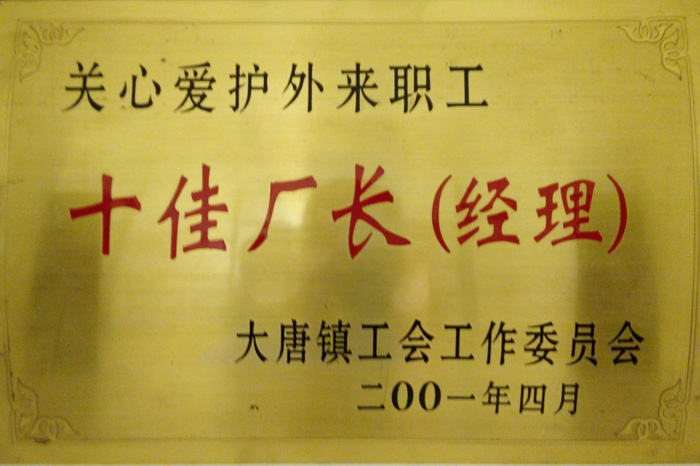 关心爱护外来职工
十佳厂长(经理)
大唐镇工会工作委员会
二00一年四月